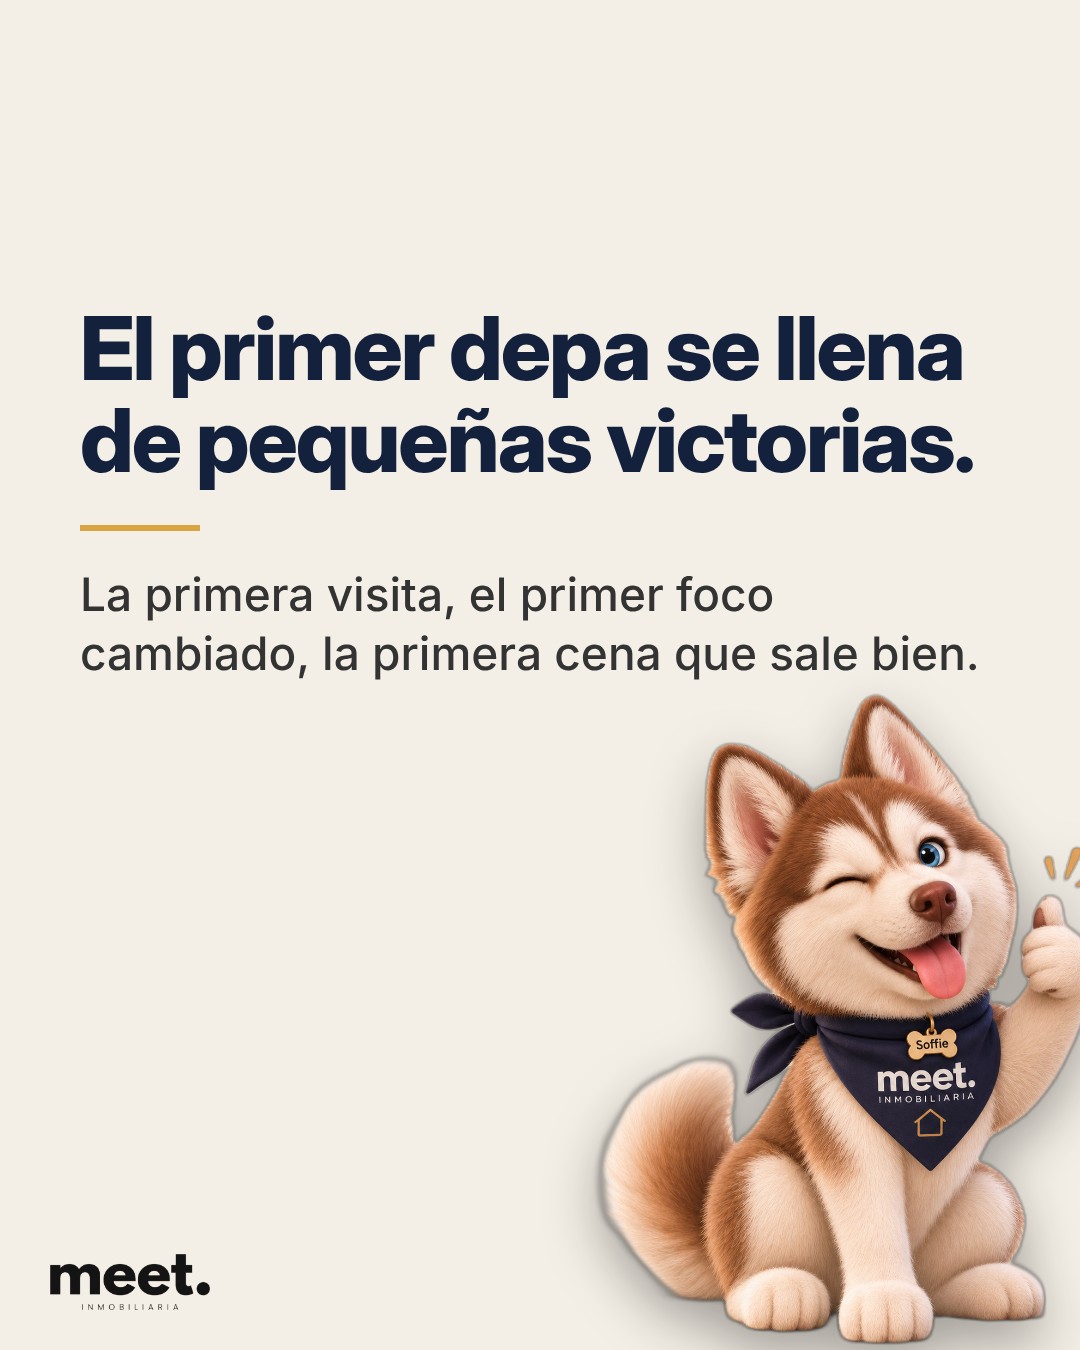 El primer depa se llena
de pequeñas victorias.
La primera visita, el primer foco
cambiado, la primera cena que sale bien.
Soffie
meet.
INMOBILIARIA
meet.
INMOBILIARIA